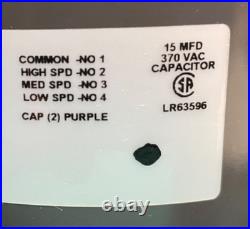 COMMON -NO 1
HIGH SPD -NO 2
MED SPD -NO 3
LOW SPD -NO 4
CAP (2) PURPLE
15 MFD
370 VAC
CAPACITOR
LR63596
thecapn